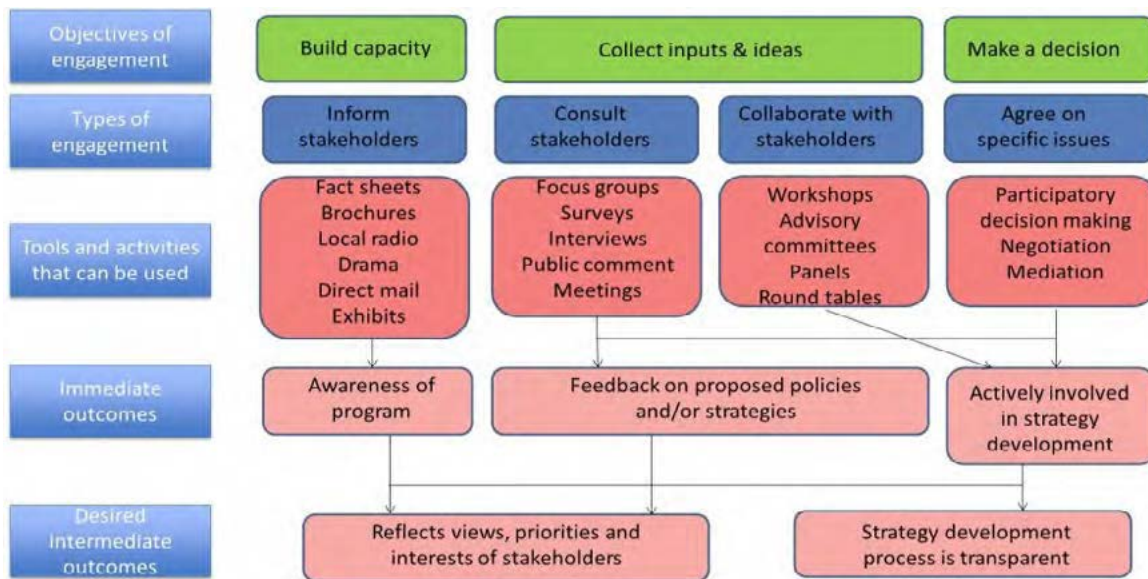 Objectives of
engagement
Build capacity
Collect inputs & ideas
Make a decision
Types of
engagement
Inform
stakeholders
Consult
stakeholders
Collaborate with
stakeholders
Agree on
specific issues
Tools and activities
that can be used
Fact sheets
Brochures
Local radio
Drama
Direct mail
Exhibits
Focus groups
Surveys
Interviews
Public comment
Meetings
Workshops
Advisory
committees
Panels
Round tables
Participatory
decision making
Negotiation
Mediation
Immediate
outcomes
Awareness of
program
Feedback on proposed policies
and/or strategies
Actively involved
in strategy
development
Desired
Intermediate
outcomes
Reflects views, priorities and
interests of stakeholders
Strategy development
process is transparent